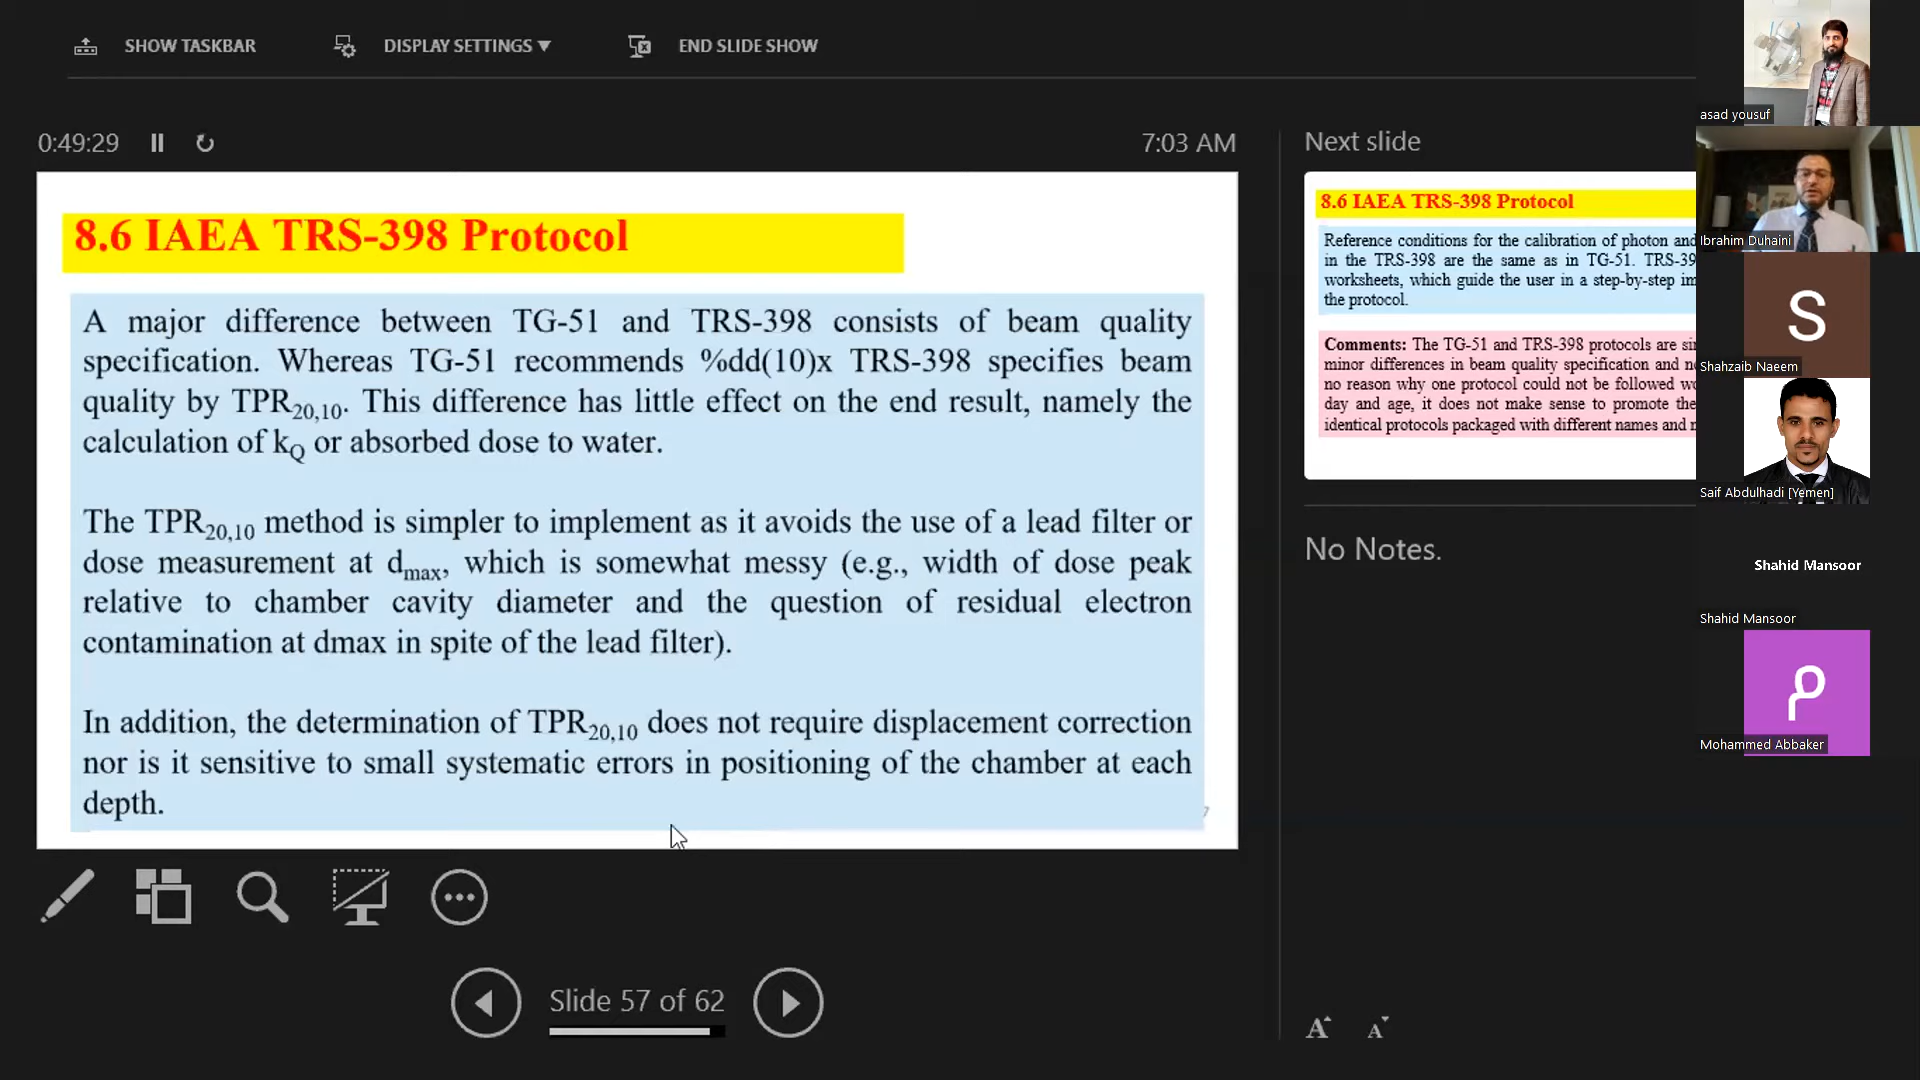 SHOW TASKBAR
DISPLAY SETTINGS ▼
END SLIDE SHOW
0:49:29
7:03 AM
8.6 IAEA TRS-398 Protocol
A major difference between TG-51 and TRS-398 consists of beam quality
specification. Whereas TG-51 recommends %dd(10)x TRS-398 specifies beam
quality by TPR20,10. This difference has little effect on the end result, namely the
calculation of kQ or absorbed dose to water.
The TPR20,10 method is simpler to implement as it avoids the use of a lead filter or
dose measurement at dmax, which is somewhat messy (e.g., width of dose peak
relative to chamber cavity diameter and the question of residual electron
contamination at dmax in spite of the lead filter).
In addition, the determination of TPR20,10 does not require displacement correction
nor is it sensitive to small systematic errors in positioning of the chamber at each
depth.
7
Slide 57 of 62
Next slide
8.6 IAEA TRS-398 Protocol
Reference conditions for the calibration of photon and
in the TRS-398 are the same as in TG-51. TRS-39
worksheets, which guide the user in a step-by-step im
the protocol.
Comments: The TG-51 and TRS-398 protocols are si
minor differences in beam quality specification and n
no reason why one protocol could not be followed w
day and age, it does not make sense to promote the
identical protocols packaged with different names and
No Notes.
A A
asad yousuf
Ibrahim Duhaini
S
Shahzaib Naeem
Saif Abdulhadi [Yemen]
Shahid Mansoor
Shahid Mansoor
م
Mohammed Abbaker